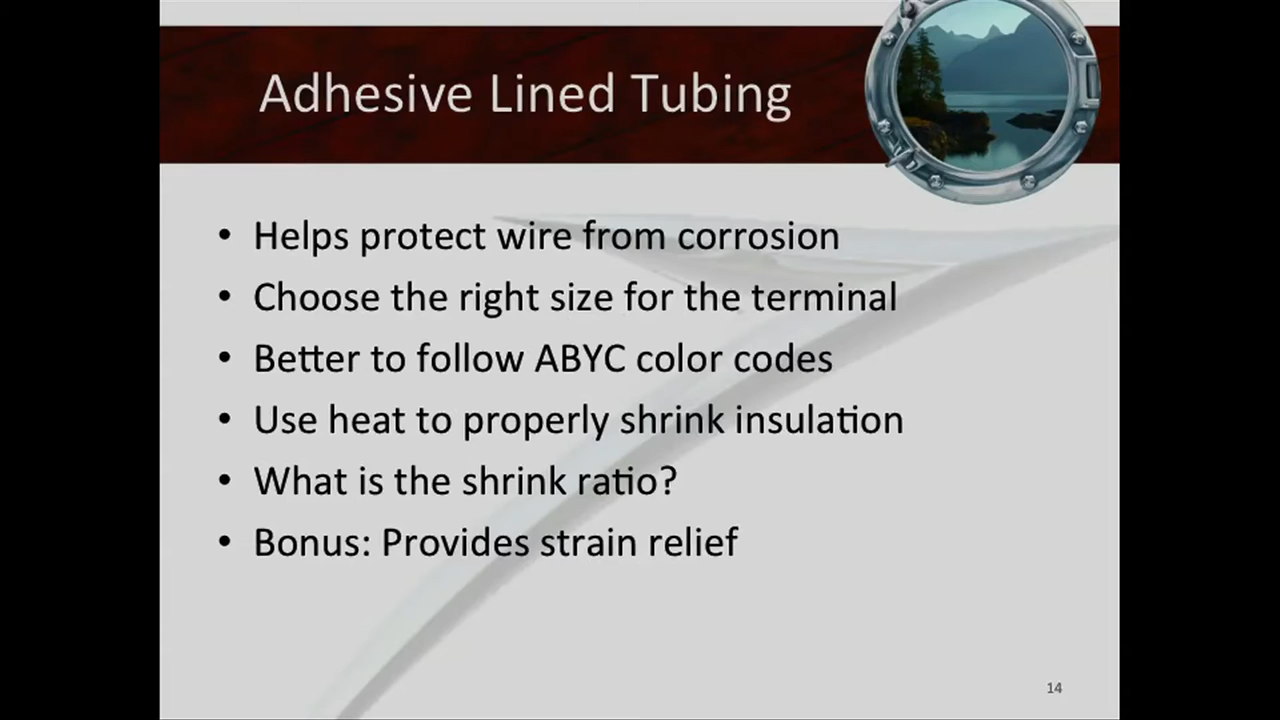 Adhesive Lined Tubing
• Helps protect wire from corrosion
• Choose the right size for the terminal
• Better to follow ABYC color codes
• Use heat to properly shrink insulation
• What is the shrink ratio?
• Bonus: Provides strain relief
14